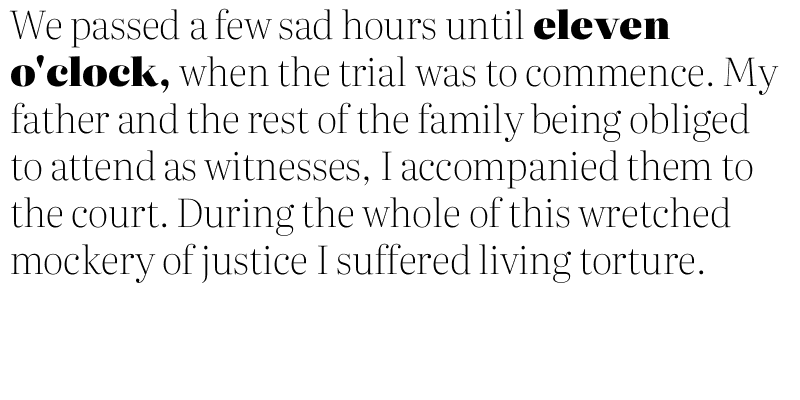 We passed a few sad hours until eleven
o'clock, when the trial was to commence. My
father and the rest of the family being obliged
to attend as witnesses, I accompanied them to
the court. During the whole of this wretched
mockery of justice I suffered living torture.